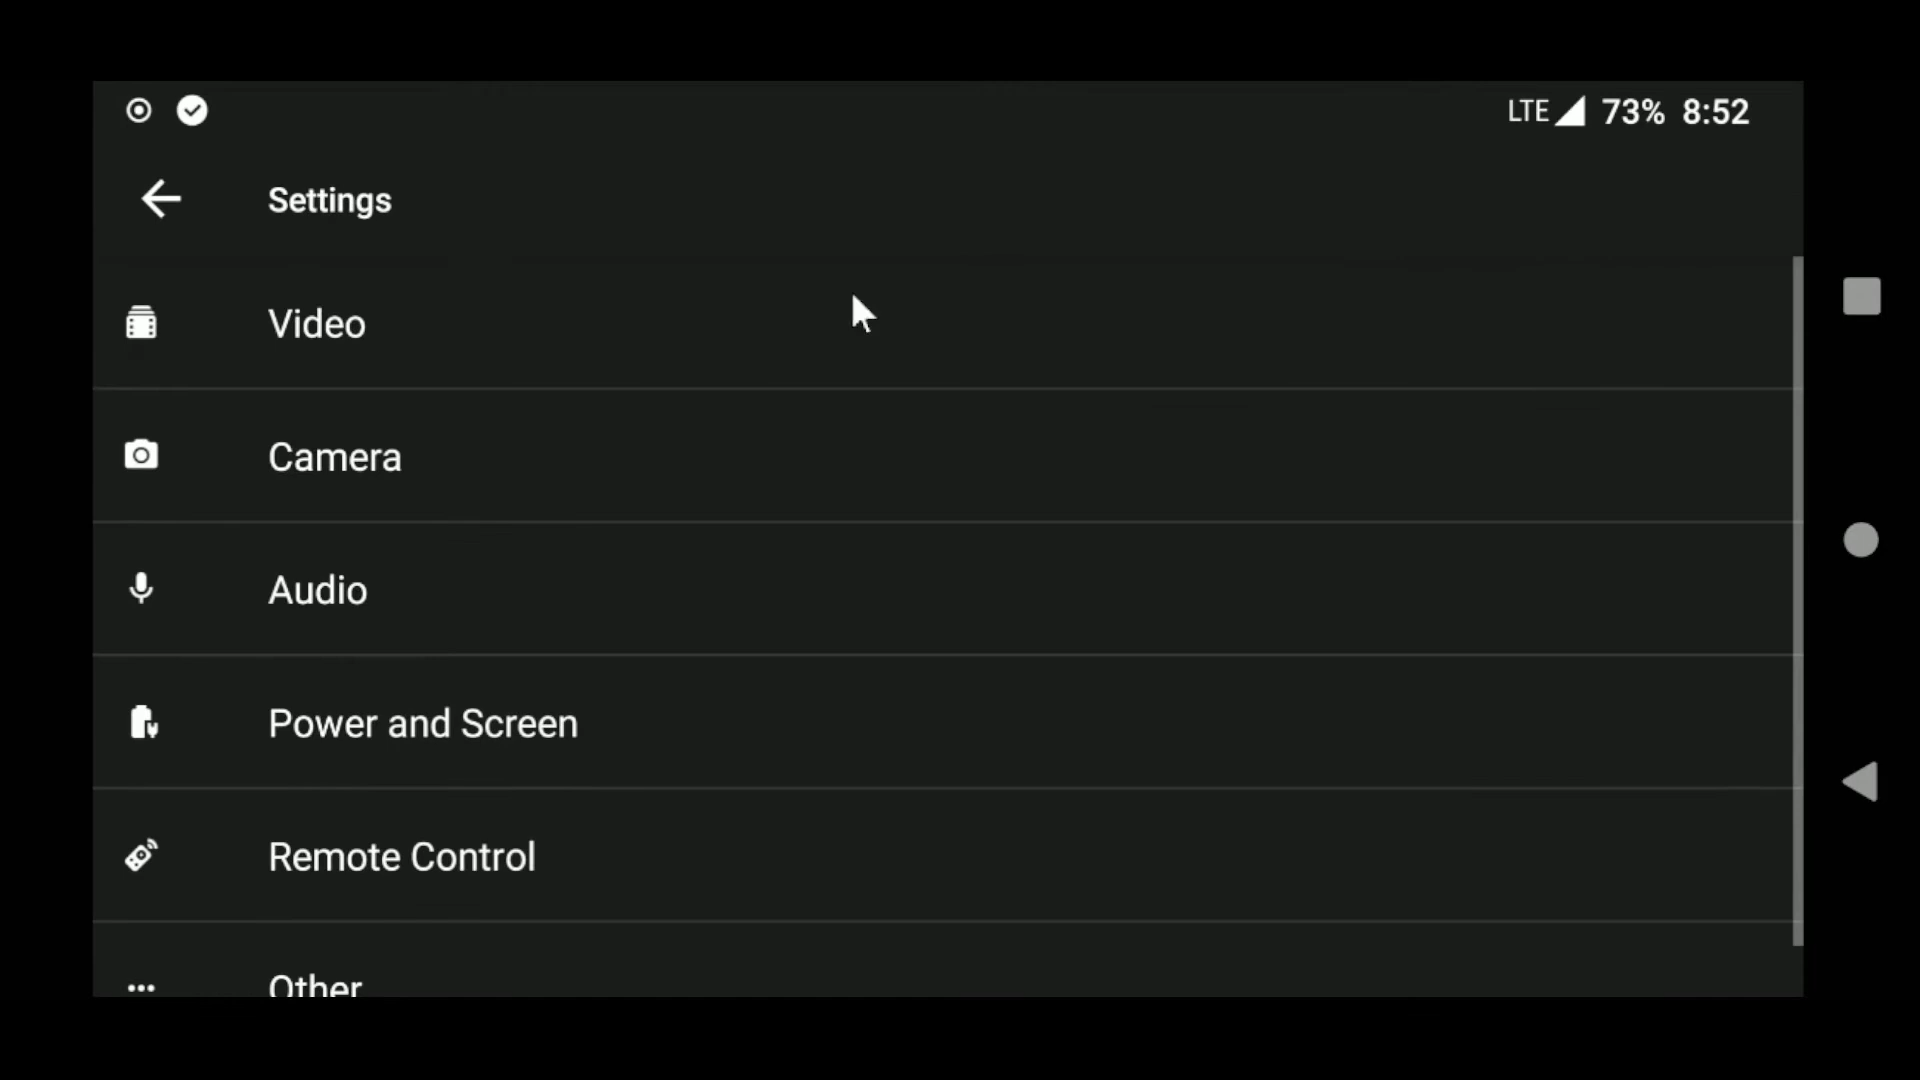 LTE 73% 8:52
Settings
Video
Camera
Audio
Power and Screen
Remote Control
Other